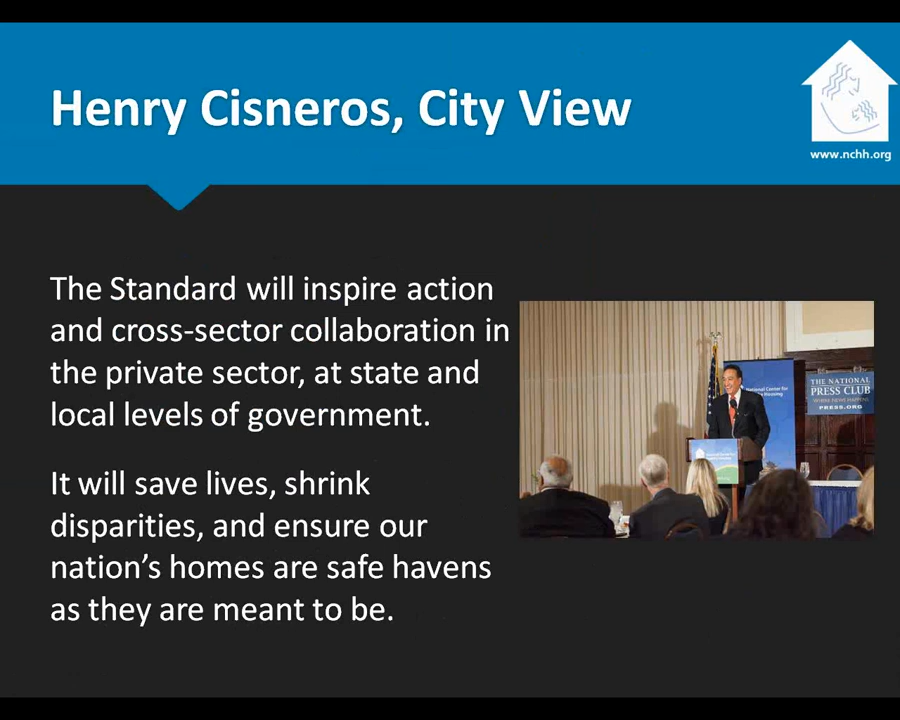 Henry Cisneros, City View
www.nchh.org
The Standard will inspire action
and cross-sector collaboration in
the private sector, at state and
local levels of government.
It will save lives, shrink
disparities, and ensure our
nation’s homes are safe havens
as they are meant to be.
National Center for
Housing
THE NATIONAL
PRESS CLUB
WHERE NEWS HAPPENS
PRESS.ORG